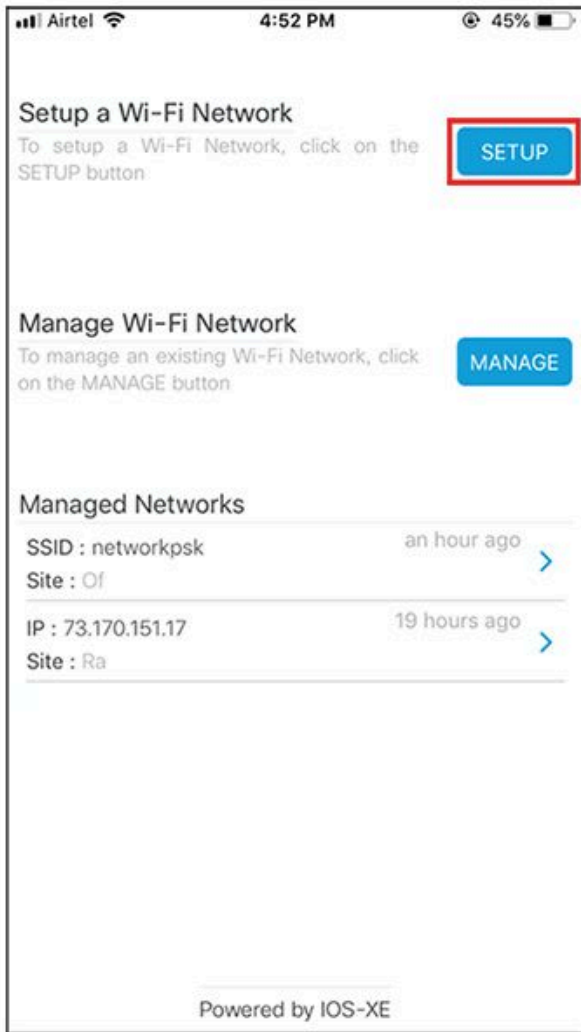 Airtel 4:52 PM 45%
Setup a Wi-Fi Network
To setup a Wi-Fi Network, click on the
SETUP button
SETUP
Manage Wi-Fi Network
To manage an existing Wi-Fi Network, click
on the MANAGE button
MANAGE
Managed Networks
SSID : networkpsk an hour ago
Site : Of
IP : 73.170.151.17 19 hours ago
Site : Ra
Powered by IOS-XE